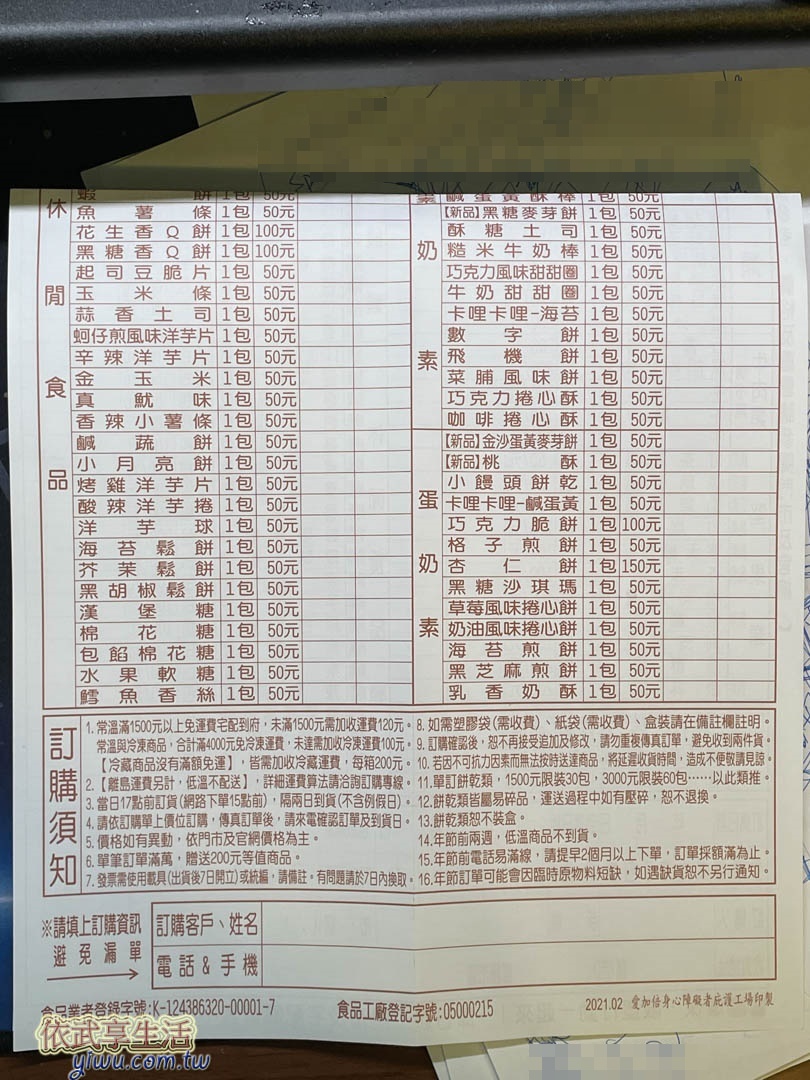 休閒食品
蝦餅 1包 50元
魚薯條 1包 50元
花生香Q餅 1包 100元
黑糖香Q餅 1包 100元
起司豆脆片 1包 50元
玉米條 1包 50元
蒜香土司 1包 50元
蚵仔煎風味洋芋片 1包 50元
辛辣洋芋片 1包 50元
金玉米 1包 50元
真魷味 1包 50元
香辣小薯條 1包 50元
鹹蔬餅 1包 50元
小月亮餅 1包 50元
烤雞洋芋片 1包 50元
酸辣洋芋捲 1包 50元
洋芋球 1包 50元
海苔鬆餅 1包 50元
芥茉鬆餅 1包 50元
黑胡椒鬆餅 1包 50元
漢堡糖 1包 50元
棉花糖 1包 50元
包餡棉花糖 1包 50元
水果軟糖 1包 50元
鱈魚香絲 1包 50元
鹹蛋黃酥棒 1包 50元
奶素
【新品】黑糖麥芽餅 1包 50元
酥糖土司 1包 50元
糙米牛奶棒 1包 50元
巧克力風味甜甜圈 1包 50元
牛奶甜甜圈 1包 50元
卡哩卡哩-海苔 1包 50元
數字餅 1包 50元
飛機餅 1包 50元
菜脯風味餅 1包 50元
巧克力捲心酥 1包 50元
咖啡捲心酥 1包 50元
蛋奶素
【新品】金沙蛋黃麥芽餅 1包 50元
【新品】桃酥 1包 50元
小饅頭餅乾 1包 50元
卡哩卡哩-鹹蛋黃 1包 50元
巧克力脆餅 1包 100元
格子煎餅 1包 50元
杏仁餅 1包 150元
黑糖沙琪瑪 1包 50元
草莓風味捲心餅 1包 50元
奶油風味捲心餅 1包 50元
海苔煎餅 1包 50元
黑芝麻煎餅 1包 50元
乳香奶酥 1包 50元
訂購須知
1. 常溫滿1500元以上免運費宅配到府，未滿1500元需加收運費120元。
常溫與冷凍商品，合計滿4000元免冷凍運費，未達需加收冷凍運費100元。
【冷藏商品沒有滿額免運】，皆需加收冷藏運費，每箱200元。
2.【離島運費另計，低溫不配送】，詳細運費算法請洽詢訂購專線。
3. 當日17點前訂貨(網路下單15點前)，隔兩日到貨(不含例假日)。
4. 請依訂購單上價位訂購，傳真訂單後，請來電確認訂單及到貨日。
5. 價格如有異動，依門市及官網價格為主。
6. 單筆訂購滿萬，贈送200元等值商品。
7. 發票需使用載具(出貨後7日開立)或統編，請備註。有問題請於7日內換取。
8. 如需塑膠袋(需收費)、紙袋(需收費)、盒裝請在備註欄註明。
9. 訂購確認後，恕不再接受追加及修改，請勿重複傳真訂單，避免收到兩件貨。
10. 若因不可抗力因素而無法按時送達商品，將延遲收貨時間，造成不便敬請見諒。
11. 單訂餅乾類，1500元限裝30包，3000元限裝60包⋯⋯以此類推。
12. 餅乾類皆屬易碎品，運送過程中如有壓碎，恕不退換。
13. 餅乾類恕不裝盒。
14. 年節前兩週，低溫商品不到貨。
15. 年節前電話易滿線，請提早2個月以上下單，訂單採額滿為止。
16. 年節訂單可能會因臨時原物料短缺，如遇缺貨恕不另行通知。
※請填上訂購資訊
避免漏單
訂購客戶、姓名
電話&手機
食品業者登錄字號:K-124386320-00001-7
食品工廠登記字號:05000215
2021.02 愛加倍身心障礙者庇護工場印製
依武享生活
yiwu.com.tw